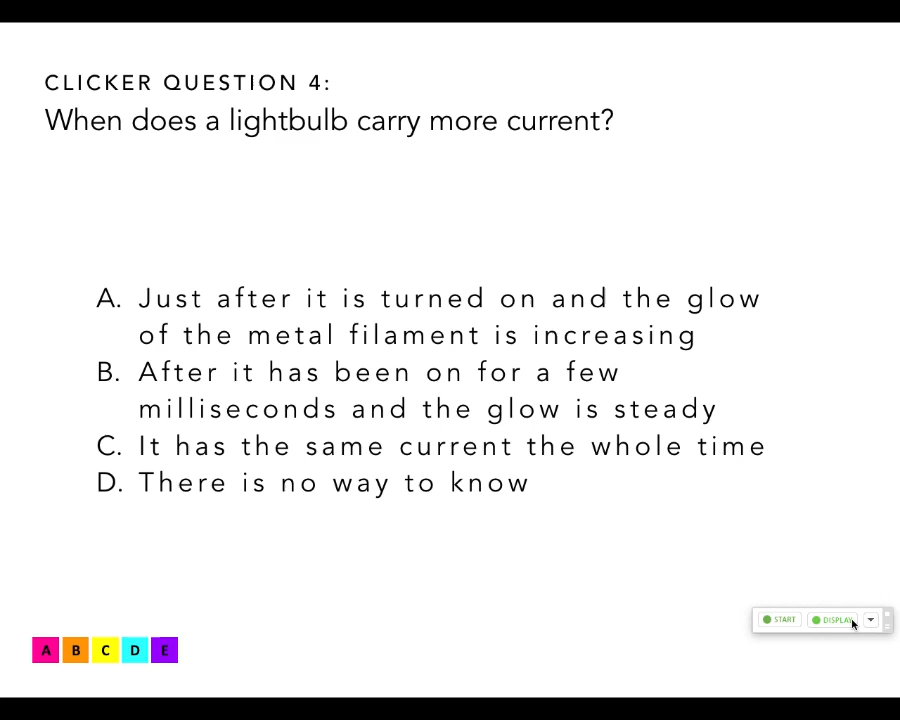 CLICKER QUESTION 4:
When does a lightbulb carry more current?
A. Just after it is turned on and the glow
of the metal filament is increasing
B. After it has been on for a few
milliseconds and the glow is steady
C. It has the same current the whole time
D. There is no way to know
START DISPLAY
A B C D E